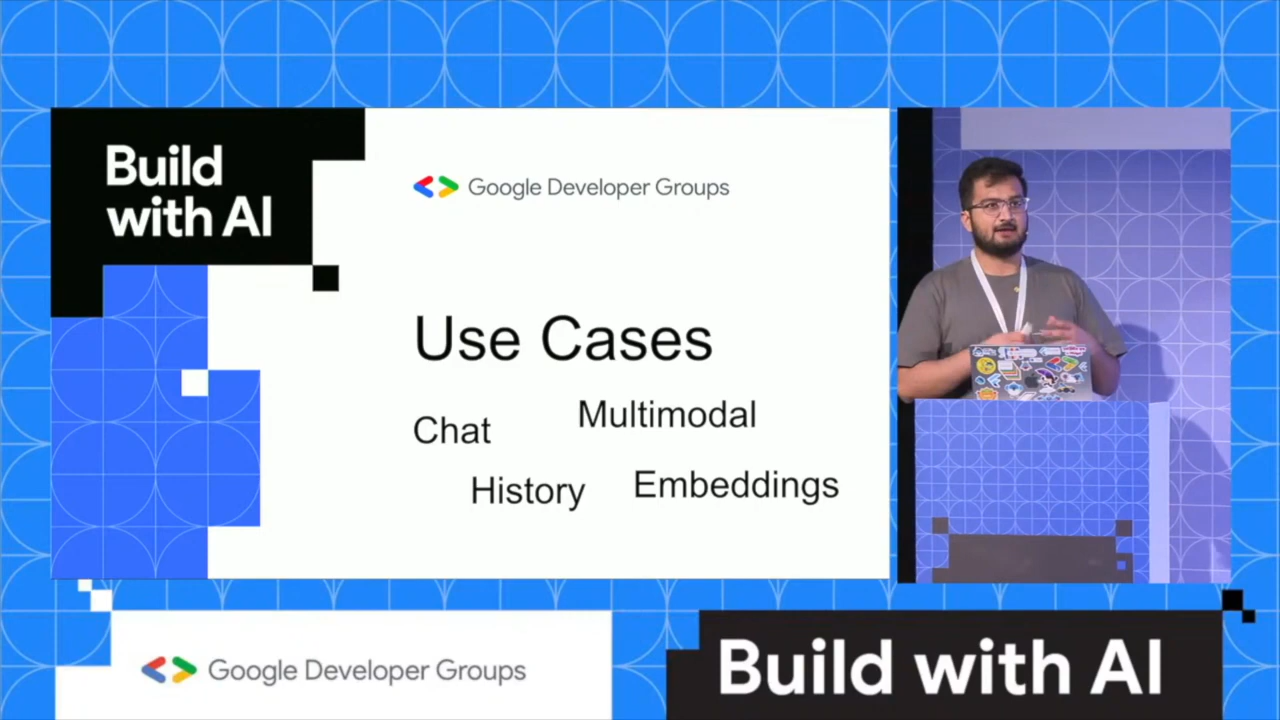 Build
with AI
Google Developer Groups
Use Cases
Chat
Multimodal
History
Embeddings
Google Developer Groups
Build with AI